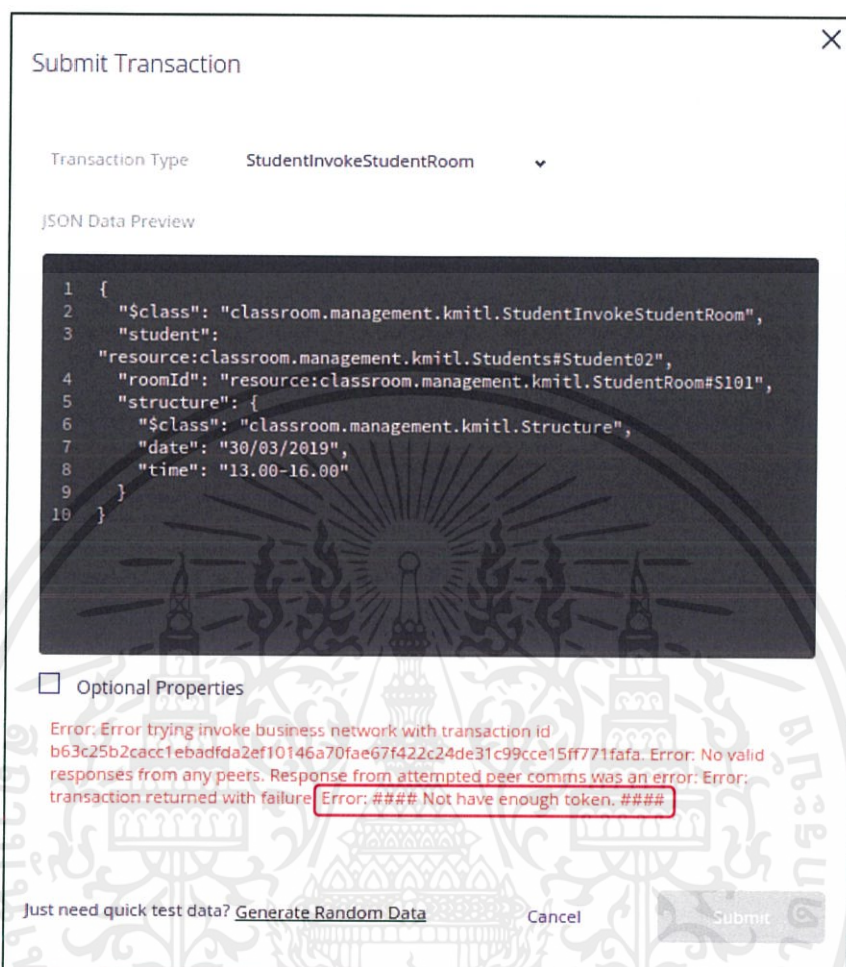 Submit Transaction
Transaction Type StudentInvokeStudentRoom
JSON Data Preview
1 {
2 "$class": "classroom.management.kmitl.StudentInvokeStudentRoom",
3 "student":
"resource:classroom.management.kmitl.Students#Student02",
4 "roomId": "resource:classroom.management.kmitl.StudentRoom#S101",
5 "structure": {
6 "$class": "classroom.management.kmitl.Structure",
7 "date": "30/03/2019",
8 "time": "13.00-16.00"
9 }
10 }
Optional Properties
Error: Error trying invoke business network with transaction id
b63c25b2cacc1ebadfda2ef10146a70fae67f422c24de31c99cce15ff771fafa. Error: No valid
responses from any peers. Response from attempted peer comms was an error: Error:
transaction returned with failure Error: #### Not have enough token. ####
Just need quick test data? Generate Random Data Cancel Submit